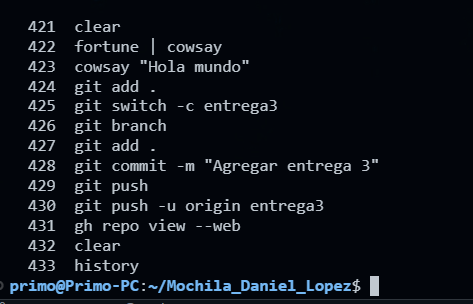 421 clear
422 fortune | cowsay
423 cowsay "Hola mundo"
424 git add .
425 git switch -c entrega3
426 git branch
427 git add .
428 git commit -m "Agregar entrega 3"
429 git push
430 git push -u origin entrega3
431 gh repo view --web
432 clear
433 history
primo@Primo-PC:~/Mochila_Daniel_Lopez$